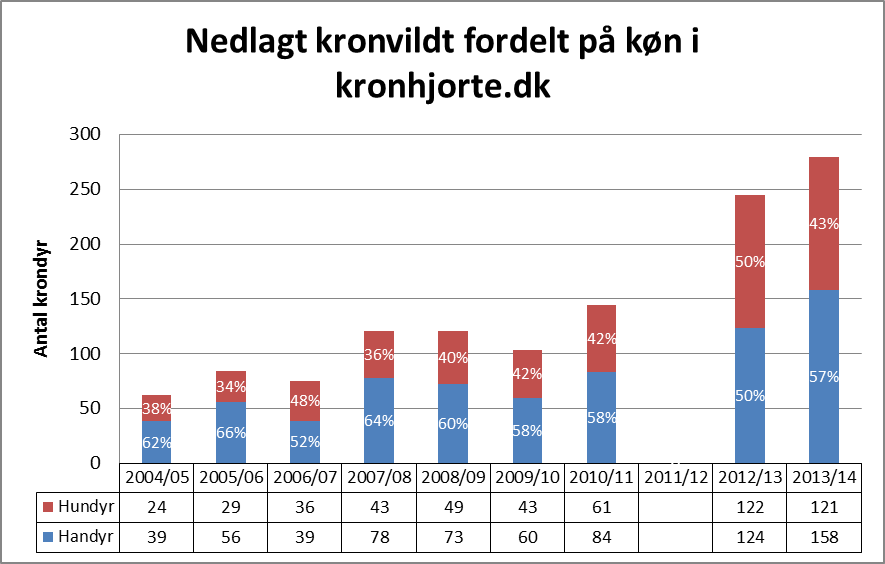 Nedlagt kronvildt fordelt på køn i
kronhjorte.dk
Antal krondyr
300
250
200
150
100
50
0
38% 34% 48% 36% 40% 42% 42% 50% 43%
62% 66% 52% 64% 60% 58% 58% 50% 57%
2004/05 2005/06 2006/07 2007/08 2008/09 2009/10 2010/11 2011/12 2012/13 2013/14
Hundyr 24 29 36 43 49 43 61 122 121
Handyr 39 56 39 78 73 60 84 124 158